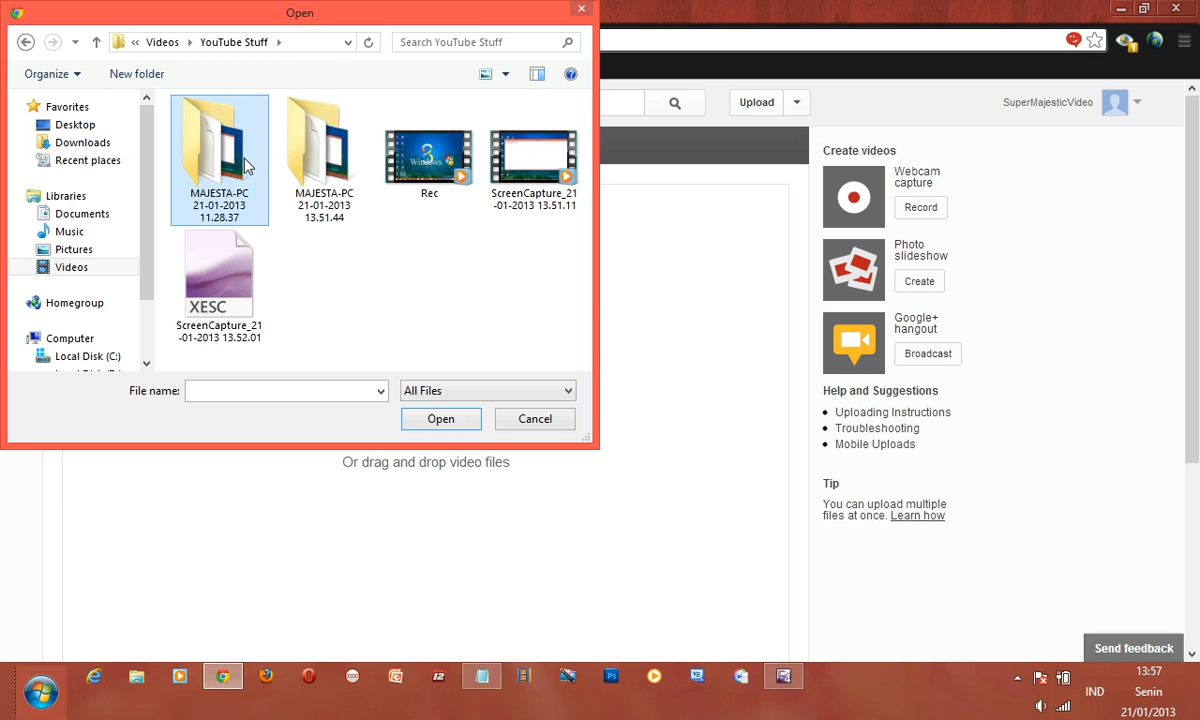 Open
Videos
YouTube Stuff
Search YouTube Stuff
Organize
New folder
Favorites
Desktop
Downloads
Recent places
Libraries
Documents
Music
Pictures
Videos
Homegroup
Computer
Local Disk (C:)
MAJESTA-PC
21-01-2013
11.28.37
MAJESTA-PC
21-01-2013
13.51.44
Windows
Rec
ScreenCapture_21
-01-2013 13.51.11
XESC
ScreenCapture_21
-01-2013 13.52.01
File name:
All Files
Open
Cancel
Or drag and drop video files
Upload
SuperMajesticVideo
Create videos
Webcam
capture
Record
Photo
slideshow
Create
Google+
hangout
Broadcast
Help and Suggestions
Uploading Instructions
Troubleshooting
Mobile Uploads
Tip
You can upload multiple
files at once. Learn how
Send feedback
IND
13:57
Senin
21/01/2013